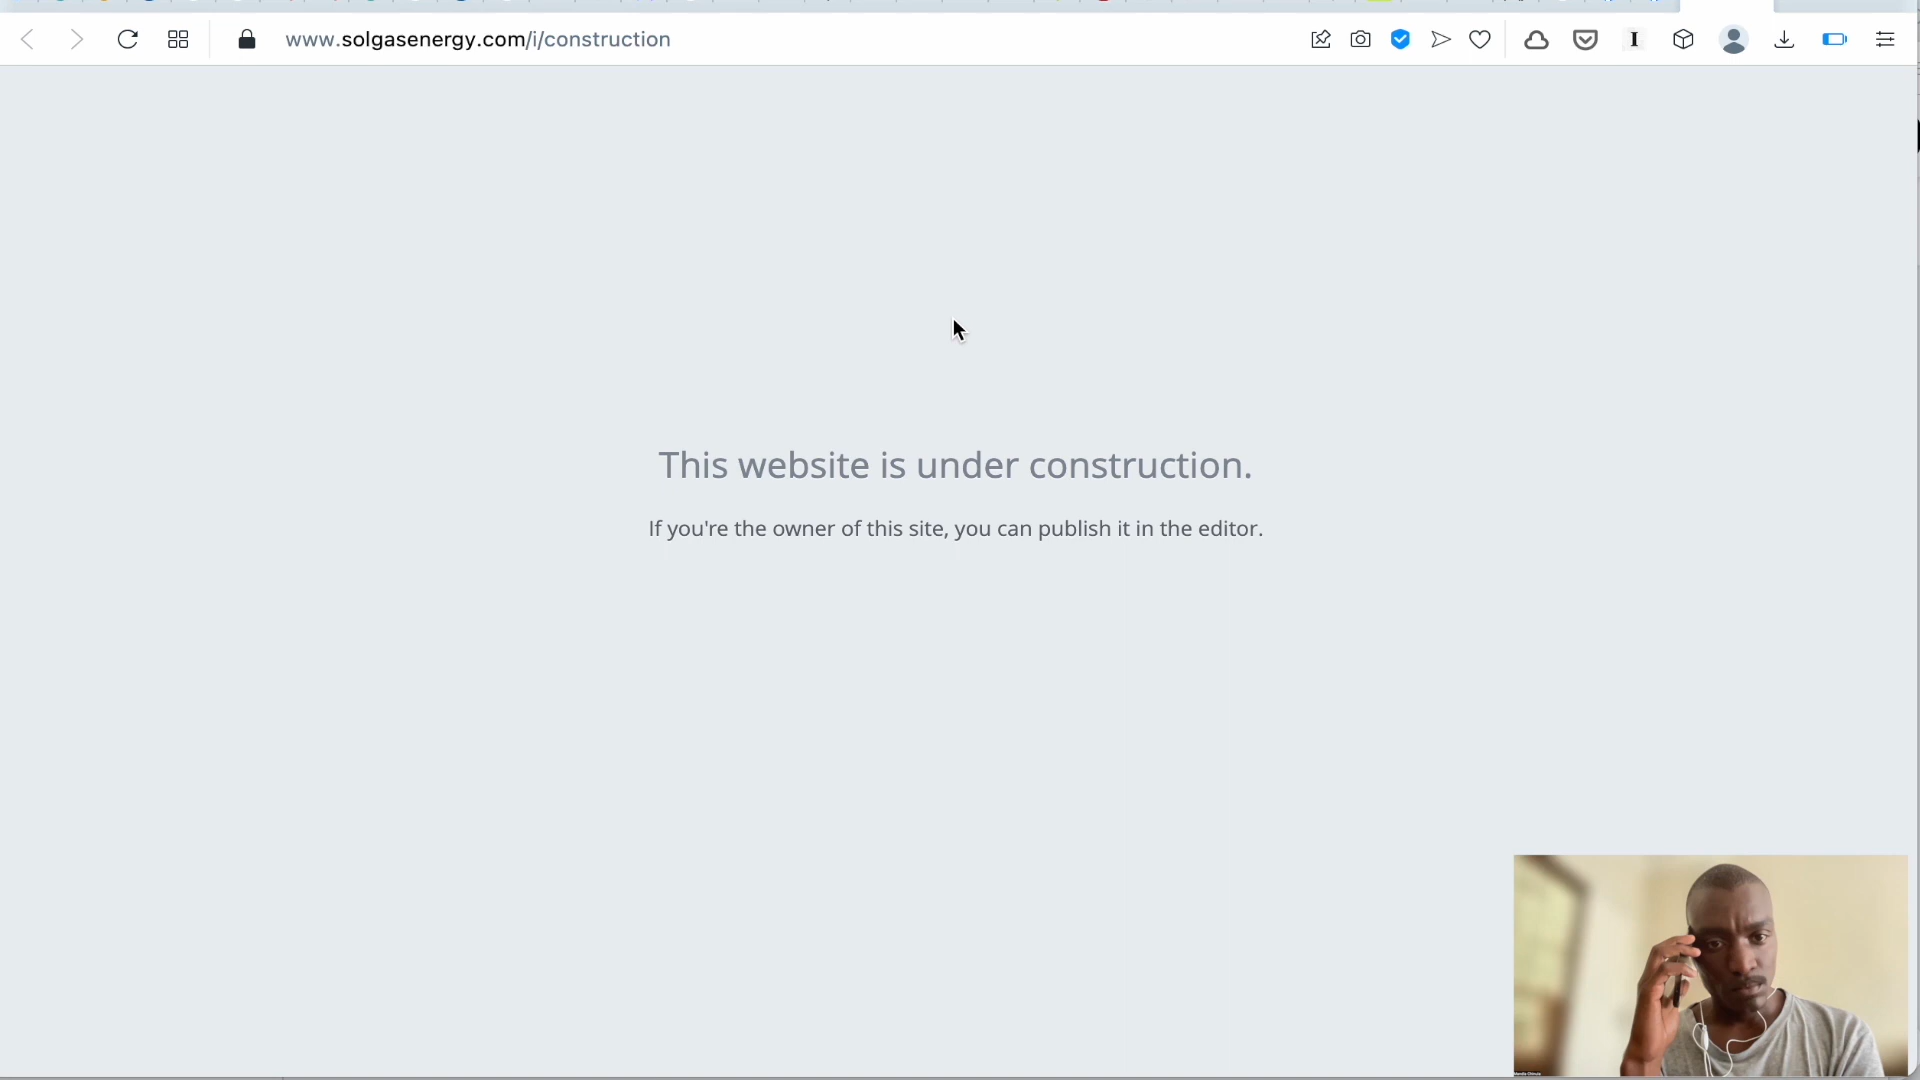 www.solgasenergy.com/i/construction
This website is under construction.
If you're the owner of this site, you can publish it in the editor.